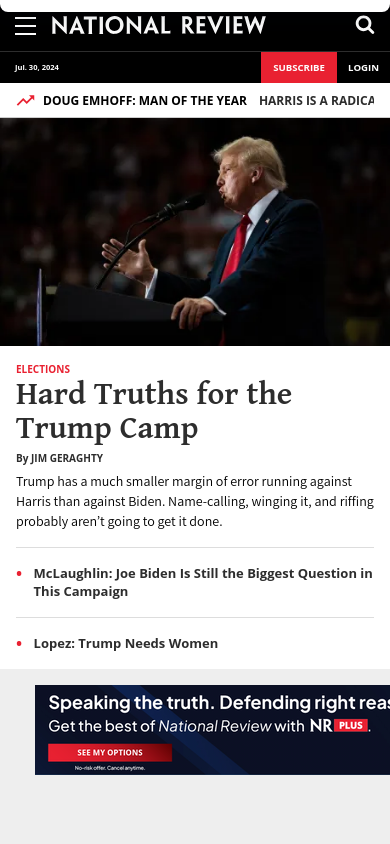 NATIONAL REVIEW
Jul. 30, 2024
SUBSCRIBE
LOGIN
DOUG EMHOFF: MAN OF THE YEAR HARRIS IS A RADICA
ELECTIONS
Hard Truths for the
Trump Camp
By JIM GERAGHTY
Trump has a much smaller margin of error running against
Harris than against Biden. Name-calling, winging it, and riffing
probably aren’t going to get it done.
McLaughlin: Joe Biden Is Still the Biggest Question in
This Campaign
Lopez: Trump Needs Women
Speaking the truth. Defending right reas
Get the best of National Review with NR PLUS.
SEE MY OPTIONS
No-risk offer. Cancel anytime.